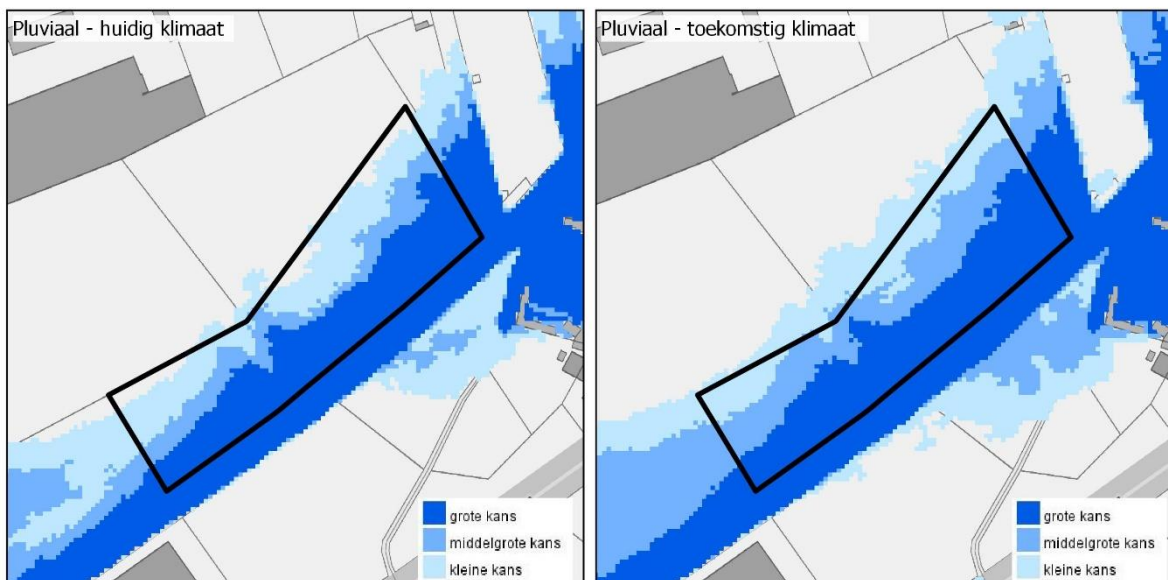 Pluviaal - huidig klimaat
grote kans
middelgrote kans
kleine kans
Pluviaal - toekomstig klimaat
grote kans
middelgrote kans
kleine kans